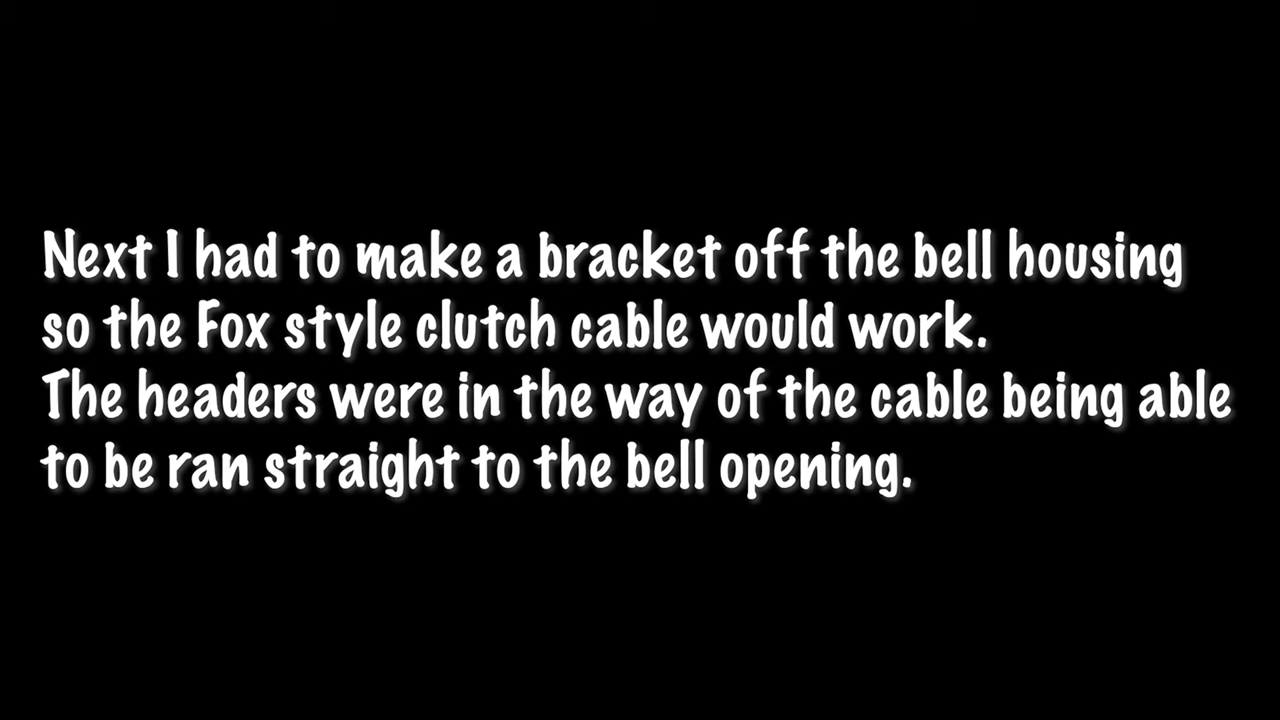 Next I had to make a bracket off the bell housing
so the Fox style clutch cable would work.
The headers were in the way of the cable being able
to be ran straight to the bell opening.